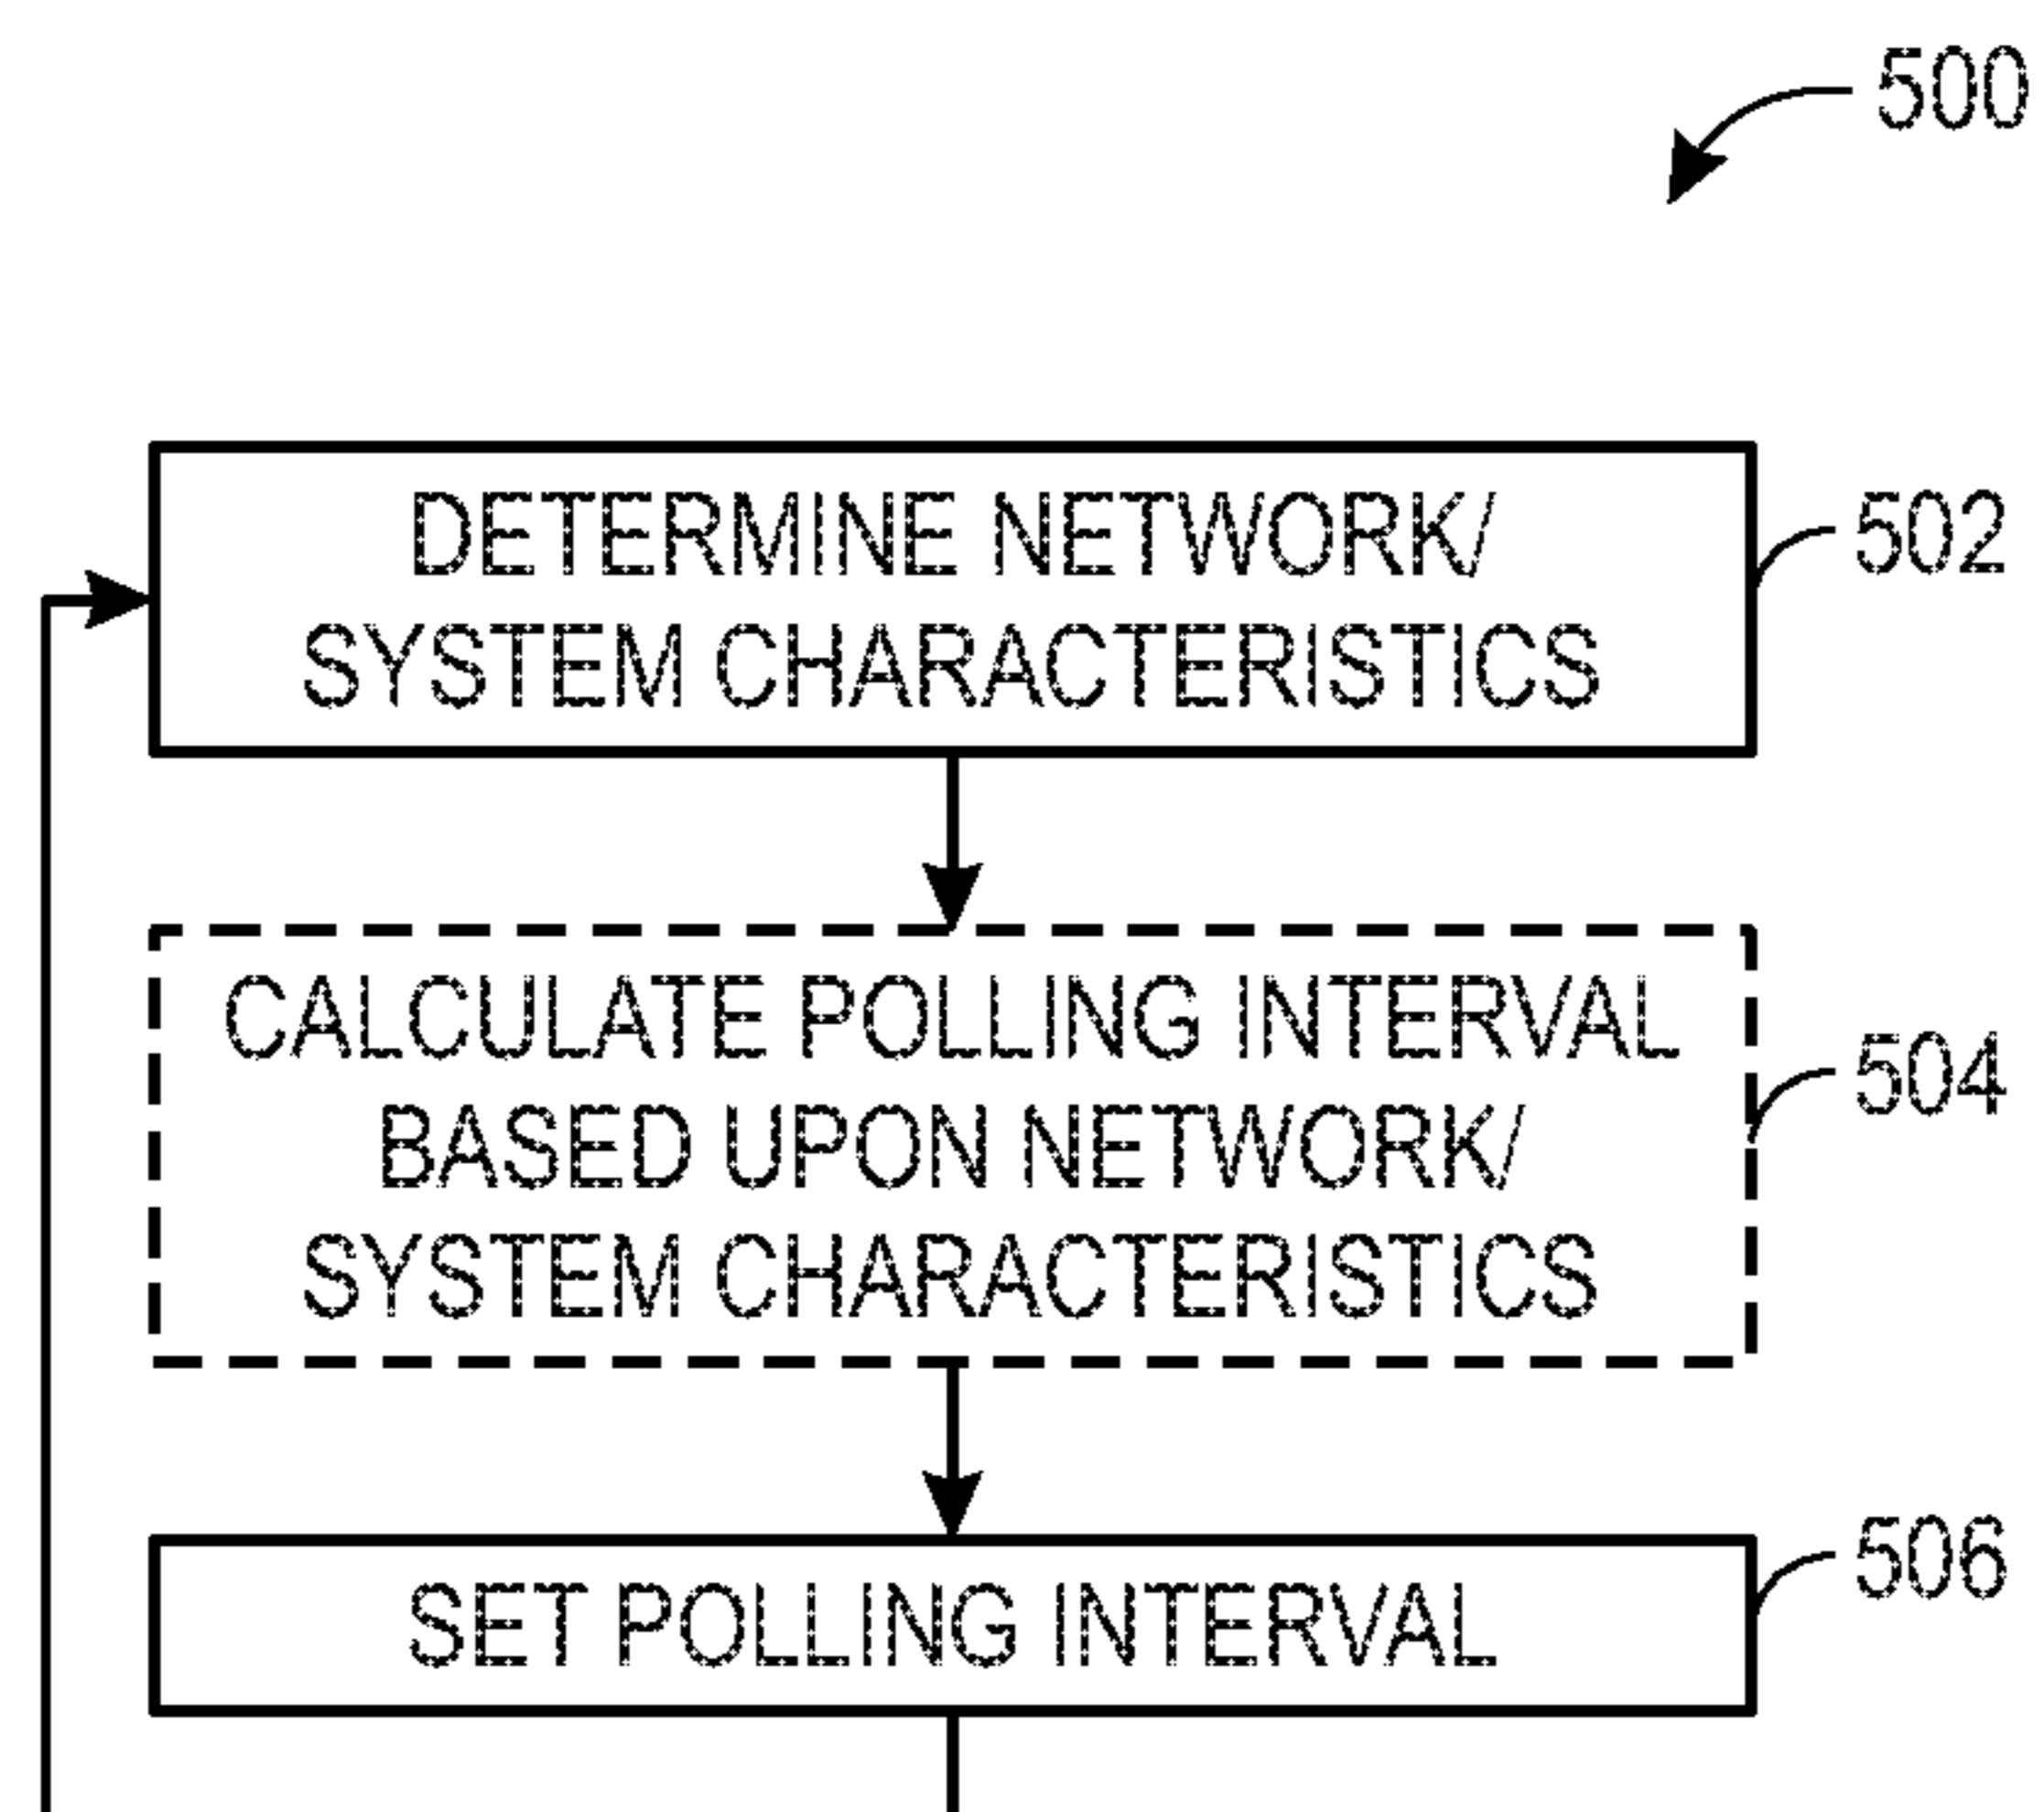 500
DETERMINE NETWORK/
SYSTEM CHARACTERISTICS
502
CALCULATE POLLING INTERVAL
BASED UPON NETWORK/
SYSTEM CHARACTERISTICS
504
SET POLLING INTERVAL
506